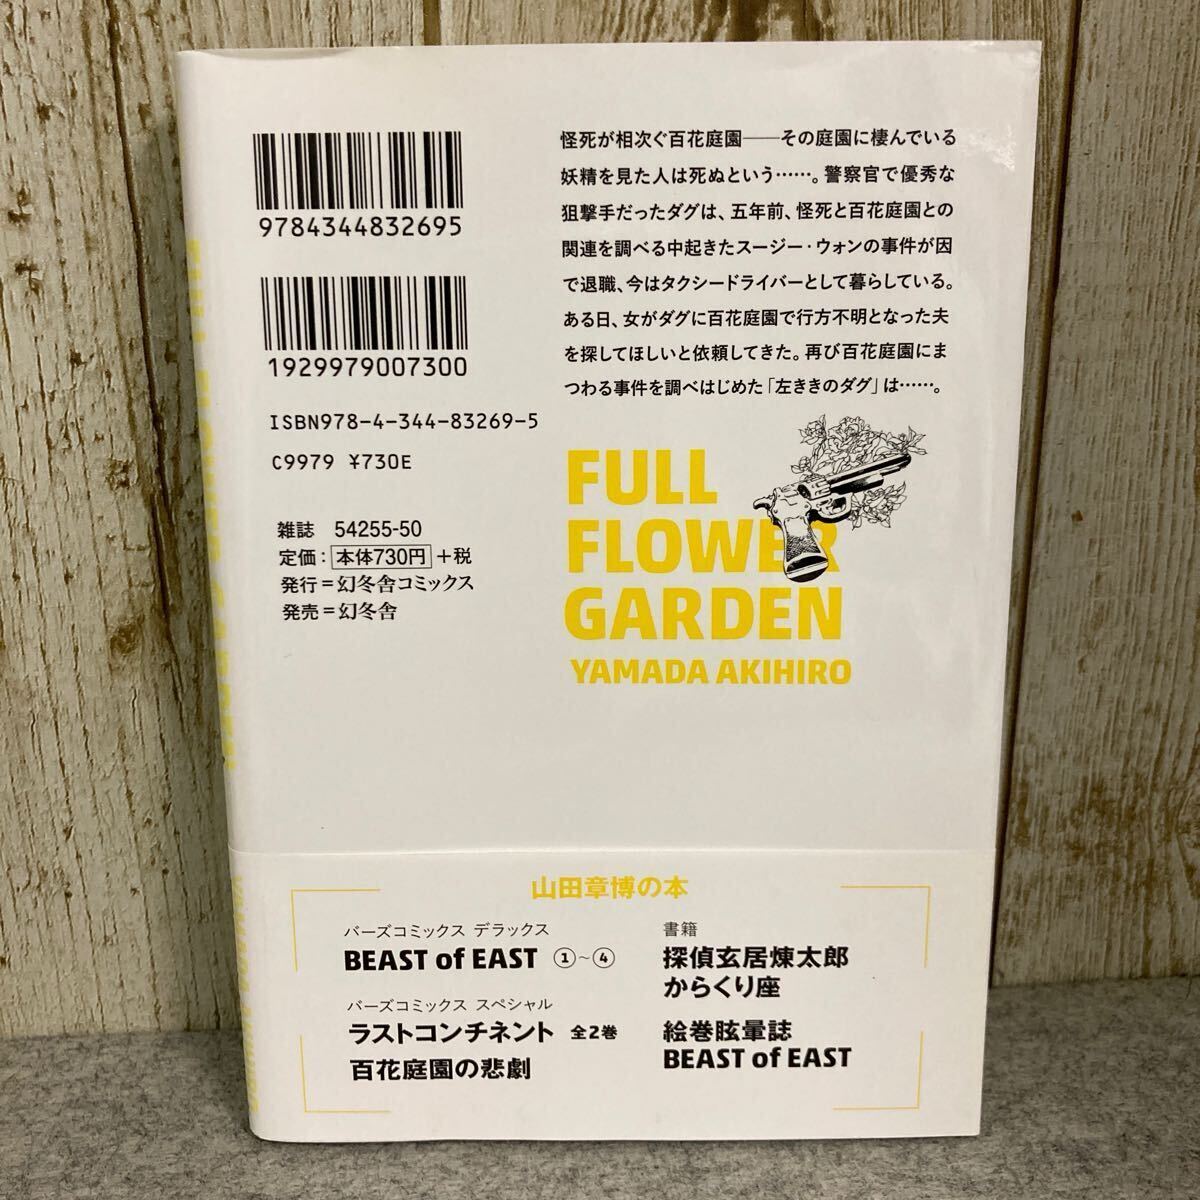 怪死が相次ぐ百花庭園――その庭園に棲んでいる
妖精を見た人は死ぬという……。警察官で優秀な
狙撃手だったダグは、五年前、怪死と百花庭園との
関連を調べる中起きたスージー・ウォンの事件が因
で退職、今はタクシードライバーとして暮らしている。
ある日、女がダグに百花庭園で行方不明となった夫
を探してほしいと依頼してきた。再び百花庭園にま
つわる事件を調べはじめた「左ききのダグ」は……。
9784344832695
1929979007300
ISBN978-4-344-83269-5
C9979 ¥730E
雑誌 54255-50
定価：本体730円＋税
発行＝幻冬舎コミックス
発売＝幻冬舎
FULL
FLOWER
GARDEN
YAMADA AKIHIRO
山田章博の本
バーズコミックス デラックス
BEAST of EAST ①～④
バーズコミックス スペシャル
ラストコンチネント 全2巻
百花庭園の悲劇
書籍
探偵玄居煉太郎
からくり座
絵巻眩暈誌
BEAST of EAST